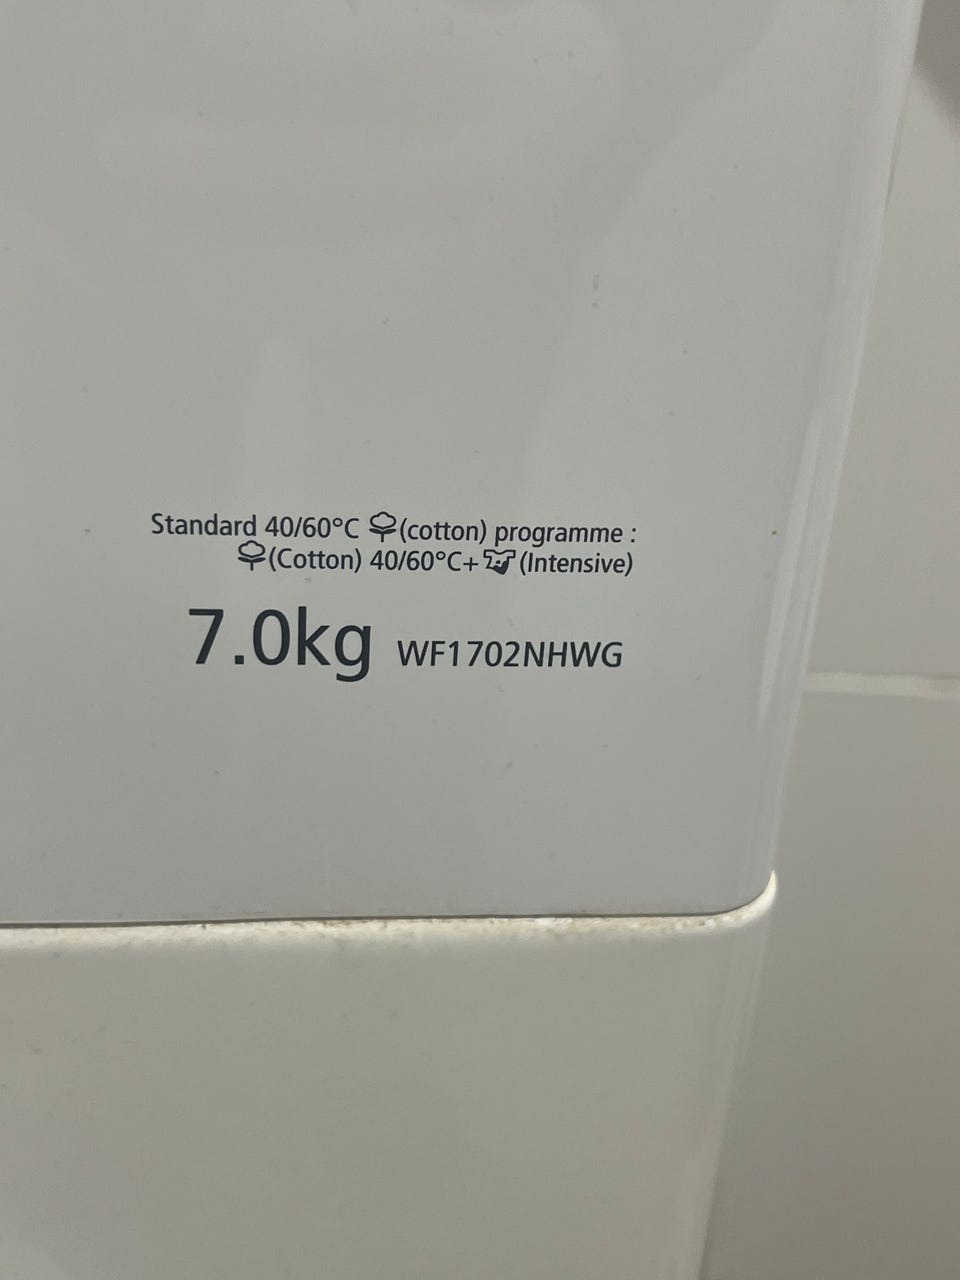 Standard 40/60°C (cotton) programme :
(Cotton) 40/60°C+ (Intensive)
7.0kg WF1702NHWG